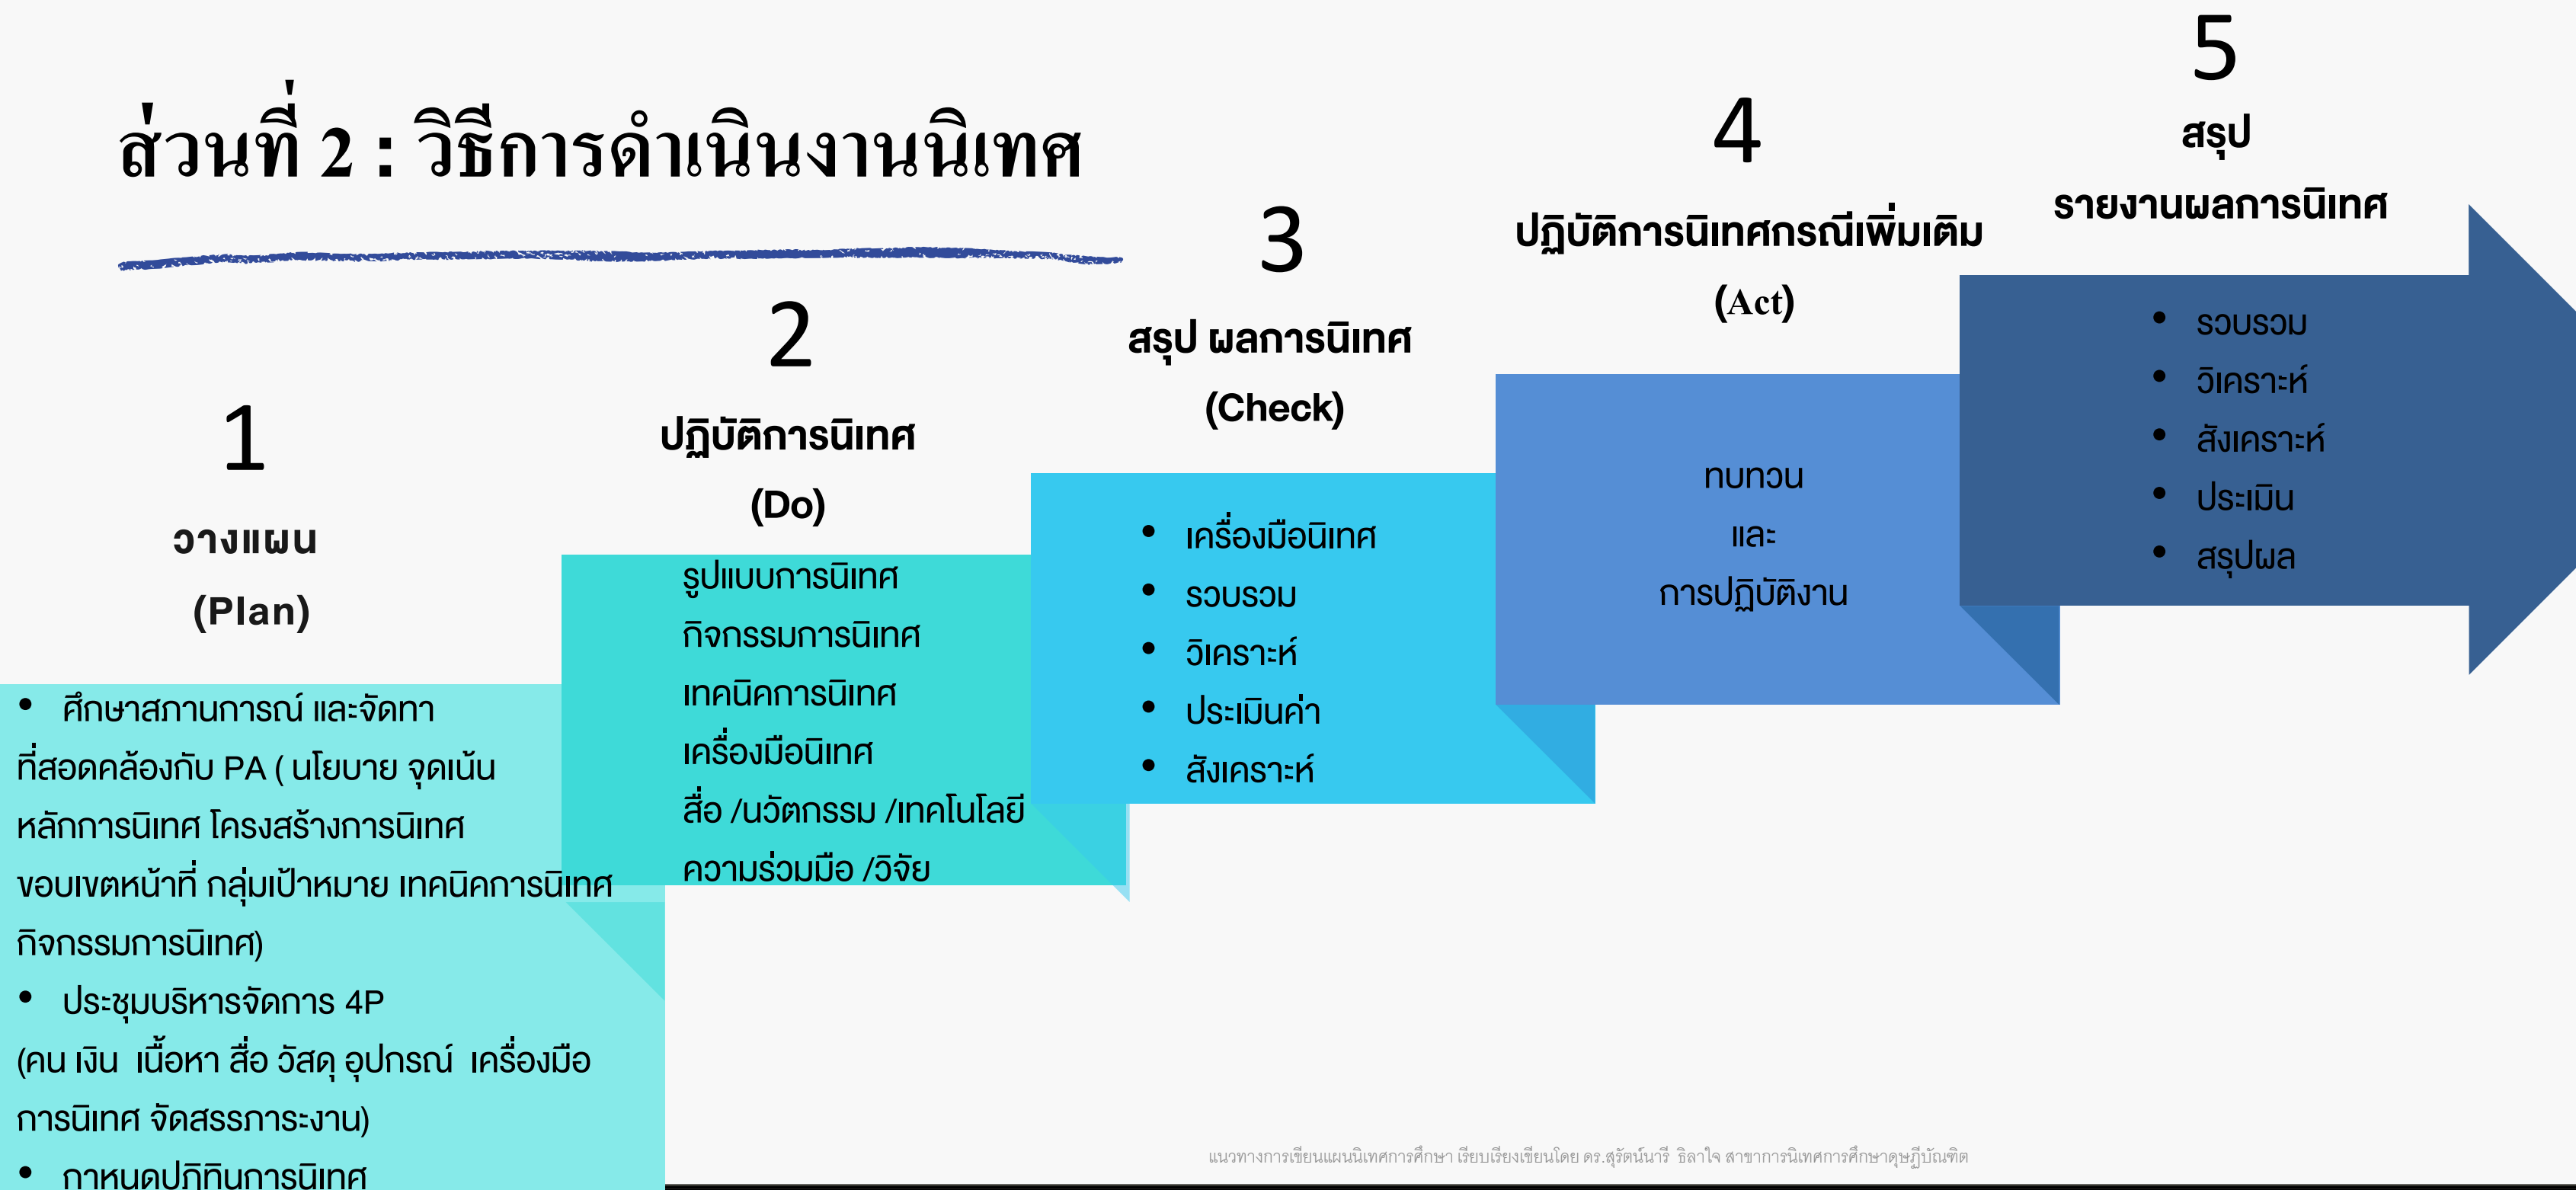 ส่วนที่ 2 : วิธีการดำเนินงานนิเทศ
1
วางแผน
(Plan)
• ศึกษาสภานการณ์ และจัดทา
ที่สอดคล้องกับ PA ( นโยบาย จุดเน้น
หลักการนิเทศ โครงสร้างการนิเทศ
ขอบเขตหน้าที่ กลุ่มเป้าหมาย เทคนิคการนิเทศ
กิจกรรมการนิเทศ)
• ประชุมบริหารจัดการ 4P
(คน เงิน เนื้อหา สื่อ วัสดุ อุปกรณ์ เครื่องมือ
การนิเทศ จัดสรรภาระงาน)
• กาหนดปฏิทินการนิเทศ
2
ปฏิบัติการนิเทศ
(Do)
รูปแบบการนิเทศ
กิจกรรมการนิเทศ
เทคนิคการนิเทศ
เครื่องมือนิเทศ
สื่อ /นวัตกรรม /เทคโนโลยี
ความร่วมมือ /วิจัย
3
สรุป ผลการนิเทศ
(Check)
• เครื่องมือนิเทศ
• รวบรวม
• วิเคราะห์
• ประเมินค่า
• สังเคราะห์
4
ปฏิบัติการนิเทศกรณีเพิ่มเติม
(Act)
ทบทวน
และ
การปฏิบัติงาน
5
สรุป
รายงานผลการนิเทศ
• รวบรวม
• วิเคราะห์
• สังเคราะห์
• ประเมิน
• สรุปผล
แนวทางการเขียนแผนนิเทศการศึกษา เรียบเรียงเขียนโดย ดร.สุรัตน์นารี ธิลาใจ สาขาการนิเทศการศึกษาดุษฎีบัณฑิต